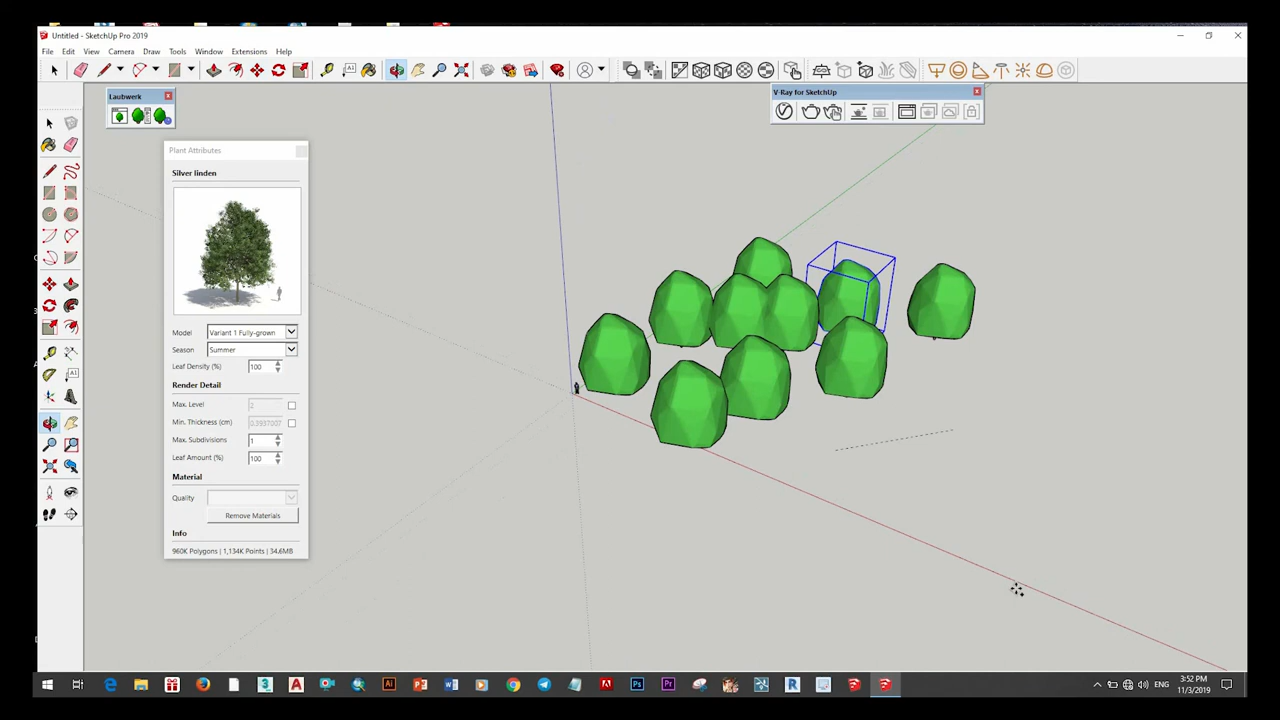 Untitled - SketchUp Pro 2019
File Edit View Camera Draw Tools Window Extensions Help
Laubwerk
V-Ray for SketchUp
Plant Attributes
Silver linden
Model Variant 1 Fully-grown
Season Summer
Leaf Density (%) 100
Render Detail
Max. Level 2
Min. Thickness (cm)
Max. Subdivisions 1
Leaf Amount (%) 100
Material
Quality
Remove Materials
Info
960K Polygons | 1,134K Points | 34.6MB
ENG
3:52 PM
11/3/2019